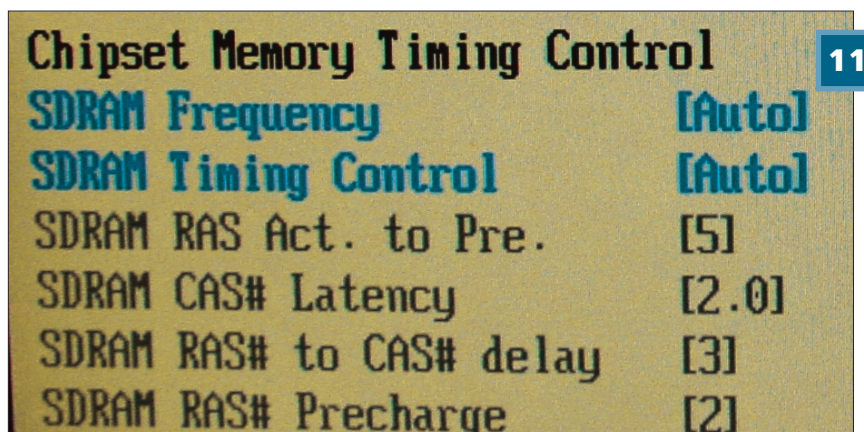 Chipset Memory Timing Control
11
SDRAM Frequency [Auto]
SDRAM Timing Control [Auto]
SDRAM RAS Act. to Pre. [5]
SDRAM CAS# Latency [2.0]
SDRAM RAS# to CAS# delay [3]
SDRAM RAS# Precharge [2]